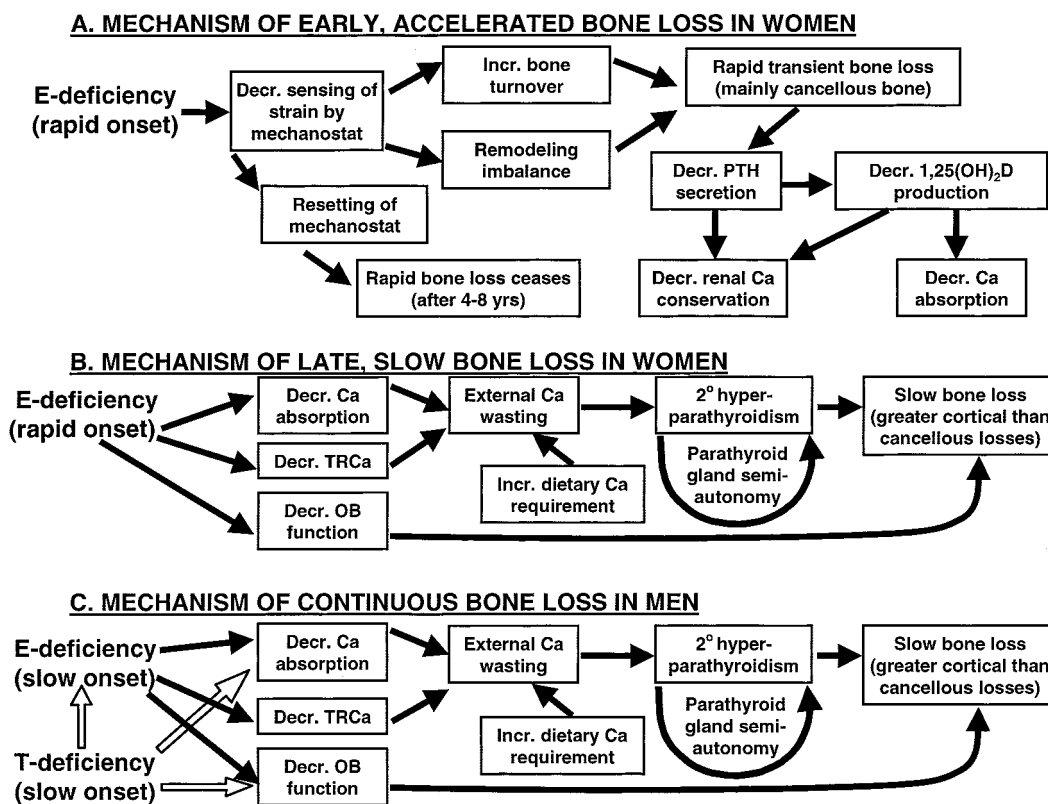 A. MECHANISM OF EARLY, ACCELERATED BONE LOSS IN WOMEN
E-deficiency
(rapid onset)
Decr. sensing of
strain by
mechanostat
Incr. bone
turnover
Rapid transient bone loss
(mainly cancellous bone)
Remodeling
imbalance
Decr. PTH
secretion
Decr. 1,25(OH)₂D
production
Resetting of
mechanostat
Rapid bone loss ceases
(after 4-8 yrs)
Decr. renal Ca
conservation
Decr. Ca
absorption
B. MECHANISM OF LATE, SLOW BONE LOSS IN WOMEN
E-deficiency
(rapid onset)
Decr. Ca
absorption
External Ca
wasting
2° hyper-
parathyroidism
Slow bone loss
(greater cortical than
cancellous losses)
Decr. TRCa
Incr. dietary Ca
requirement
Parathyroid
gland semi-
autonomy
Decr. OB
function
C. MECHANISM OF CONTINUOUS BONE LOSS IN MEN
E-deficiency
(slow onset)
Decr. Ca
absorption
External Ca
wasting
2° hyper-
parathyroidism
Slow bone loss
(greater cortical than
cancellous losses)
Decr. TRCa
Incr. dietary Ca
requirement
Parathyroid
gland semi-
autonomy
T-deficiency
(slow onset)
Decr. OB
function